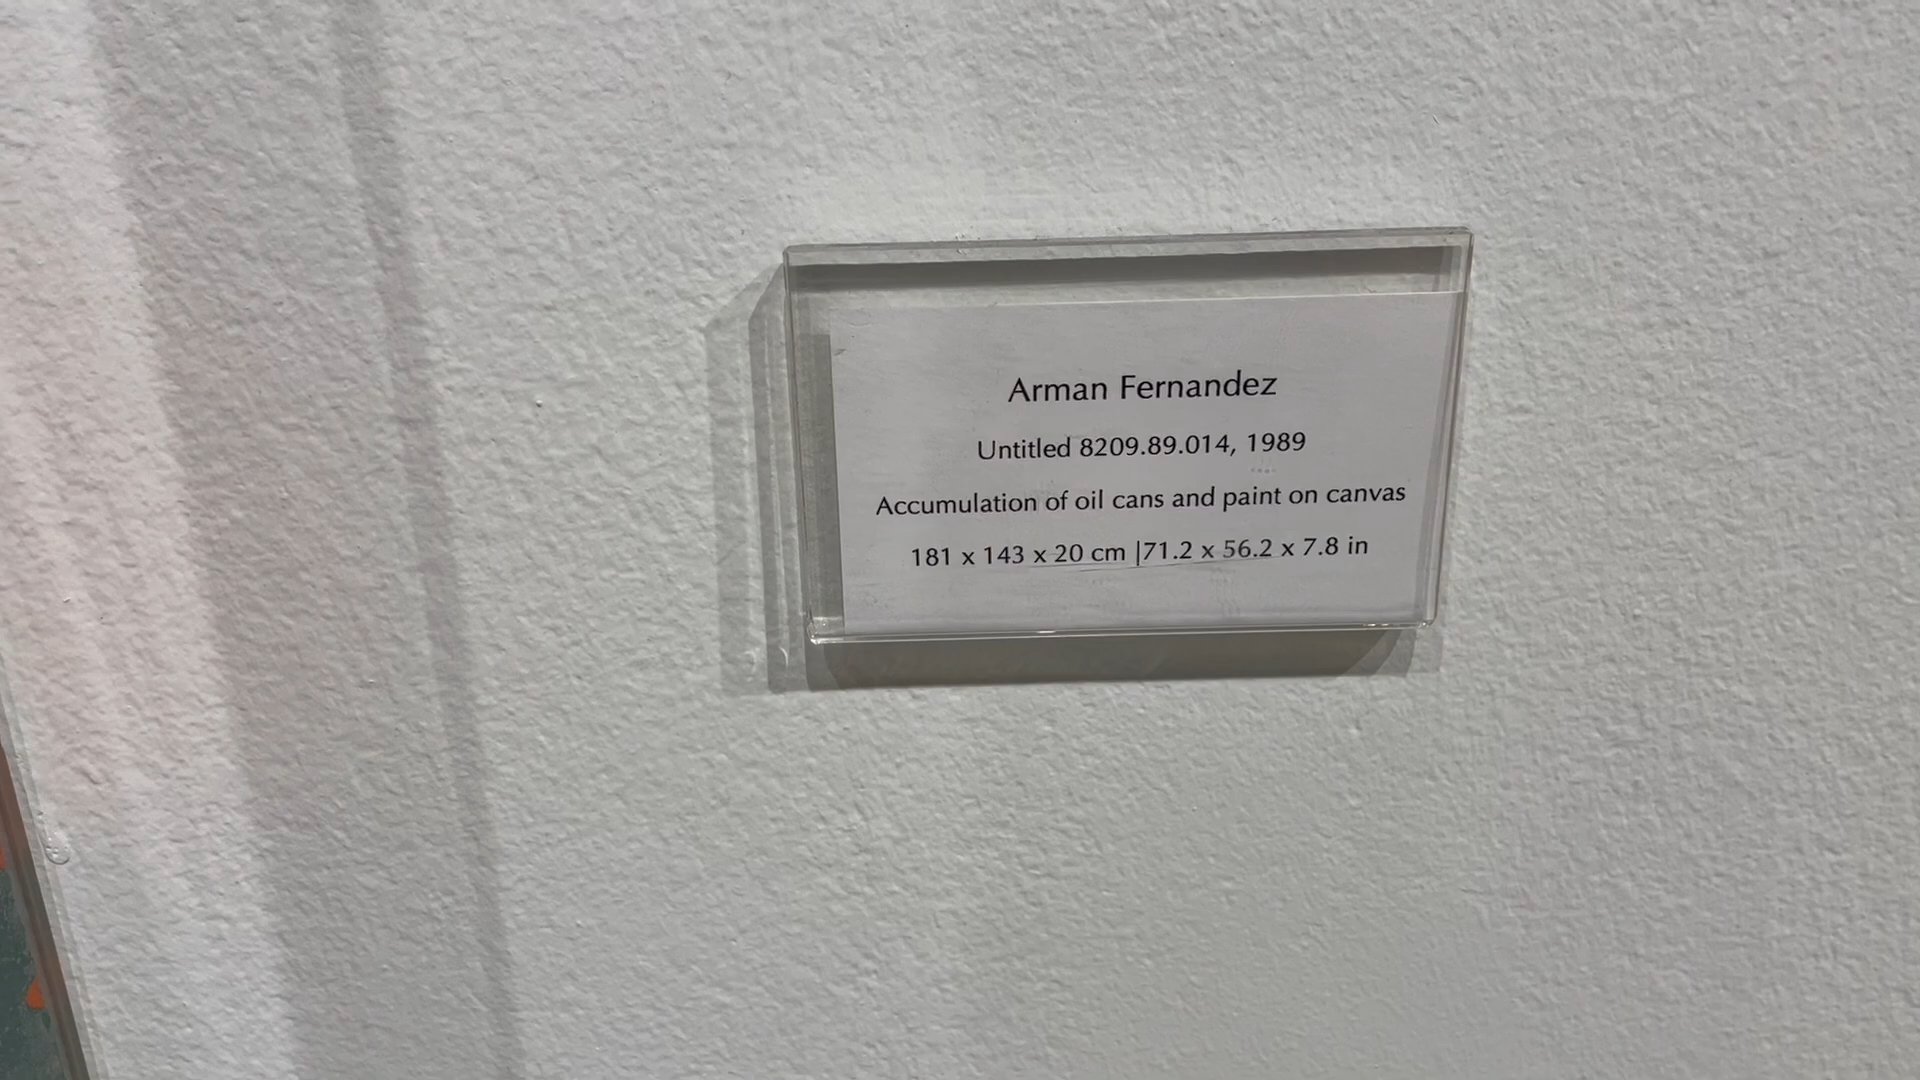 Arman Fernandez
Untitled 8209.89.014, 1989
Accumulation of oil cans and paint on canvas
181 x 143 x 20 cm |71.2 x 56.2 x 7.8 in